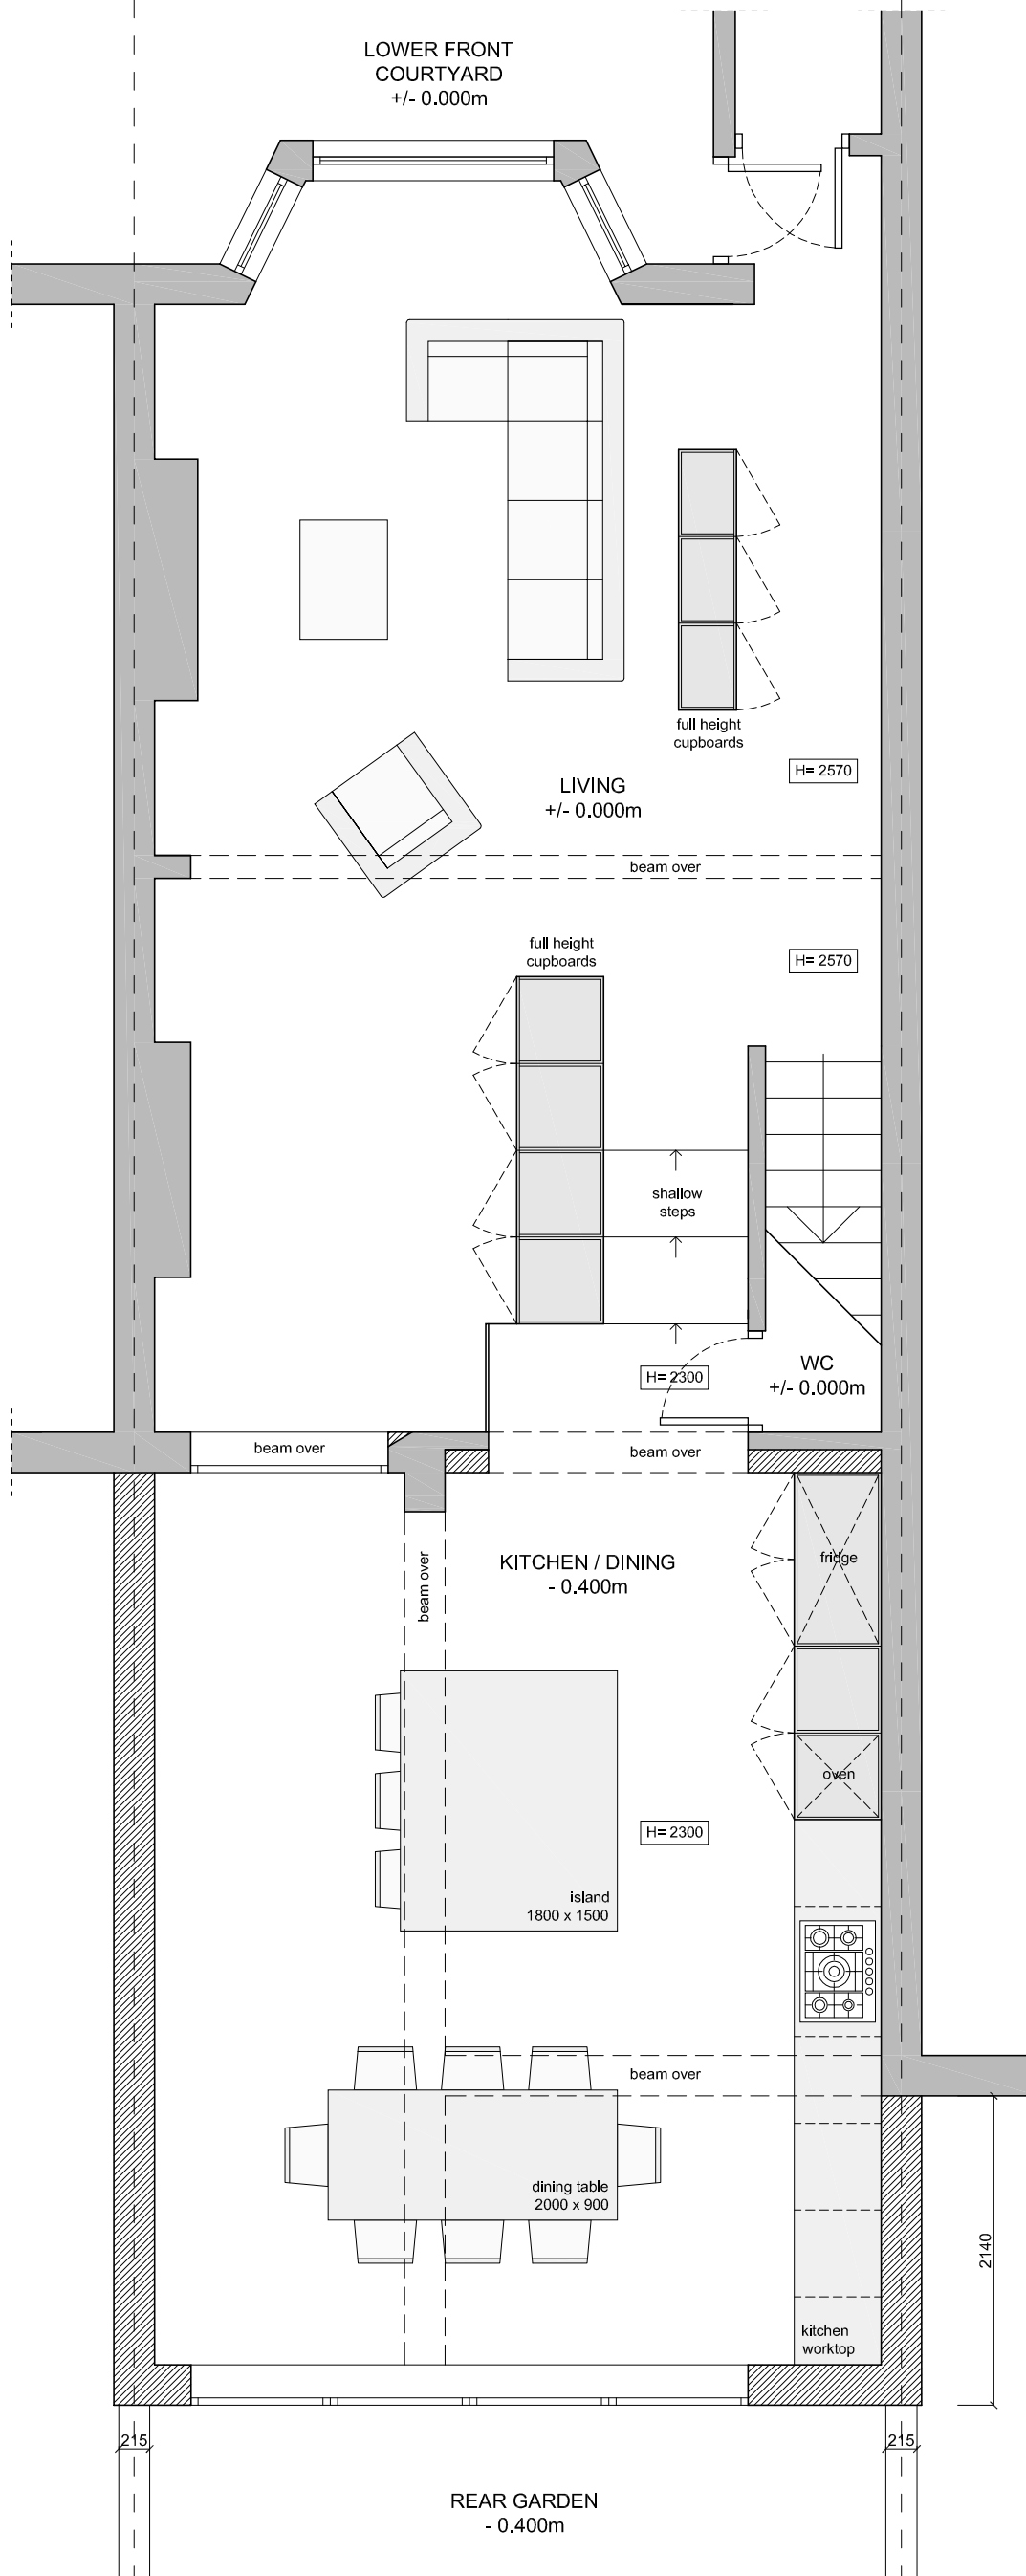 LOWER FRONT
COURTYARD
+/- 0.000m
full height
cupboards
H= 2570
LIVING
+/- 0.000m
beam over
full height
cupboards
H= 2570
shallow
steps
WC
+/- 0.000m
H= 2300
beam over
beam over
KITCHEN / DINING
- 0.400m
beam over
fridge
oven
H= 2300
island
1800 x 1500
beam over
dining table
2000 x 900
2140
kitchen
worktop
215
215
REAR GARDEN
- 0.400m